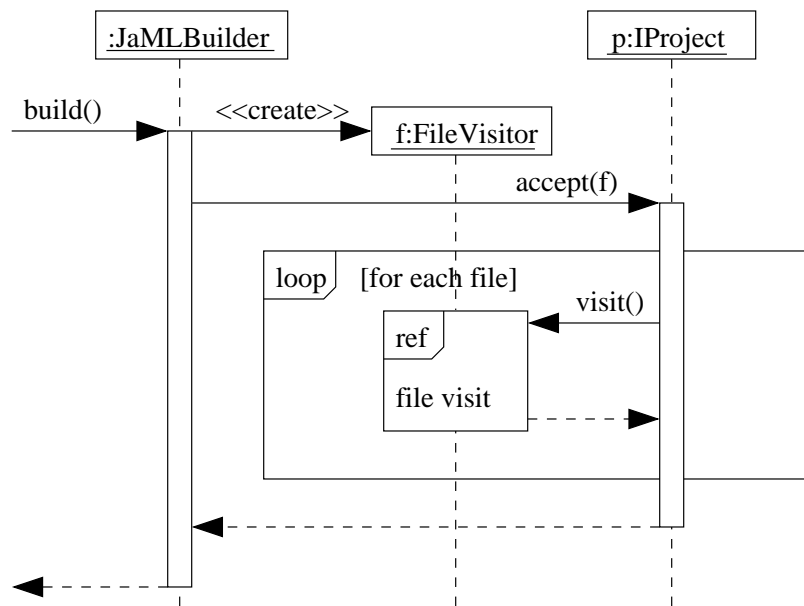 :JaMLBuilder
p:IProject
build()
<<create>>
f:FileVisitor
accept(f)
loop
[for each file]
visit()
ref
file visit